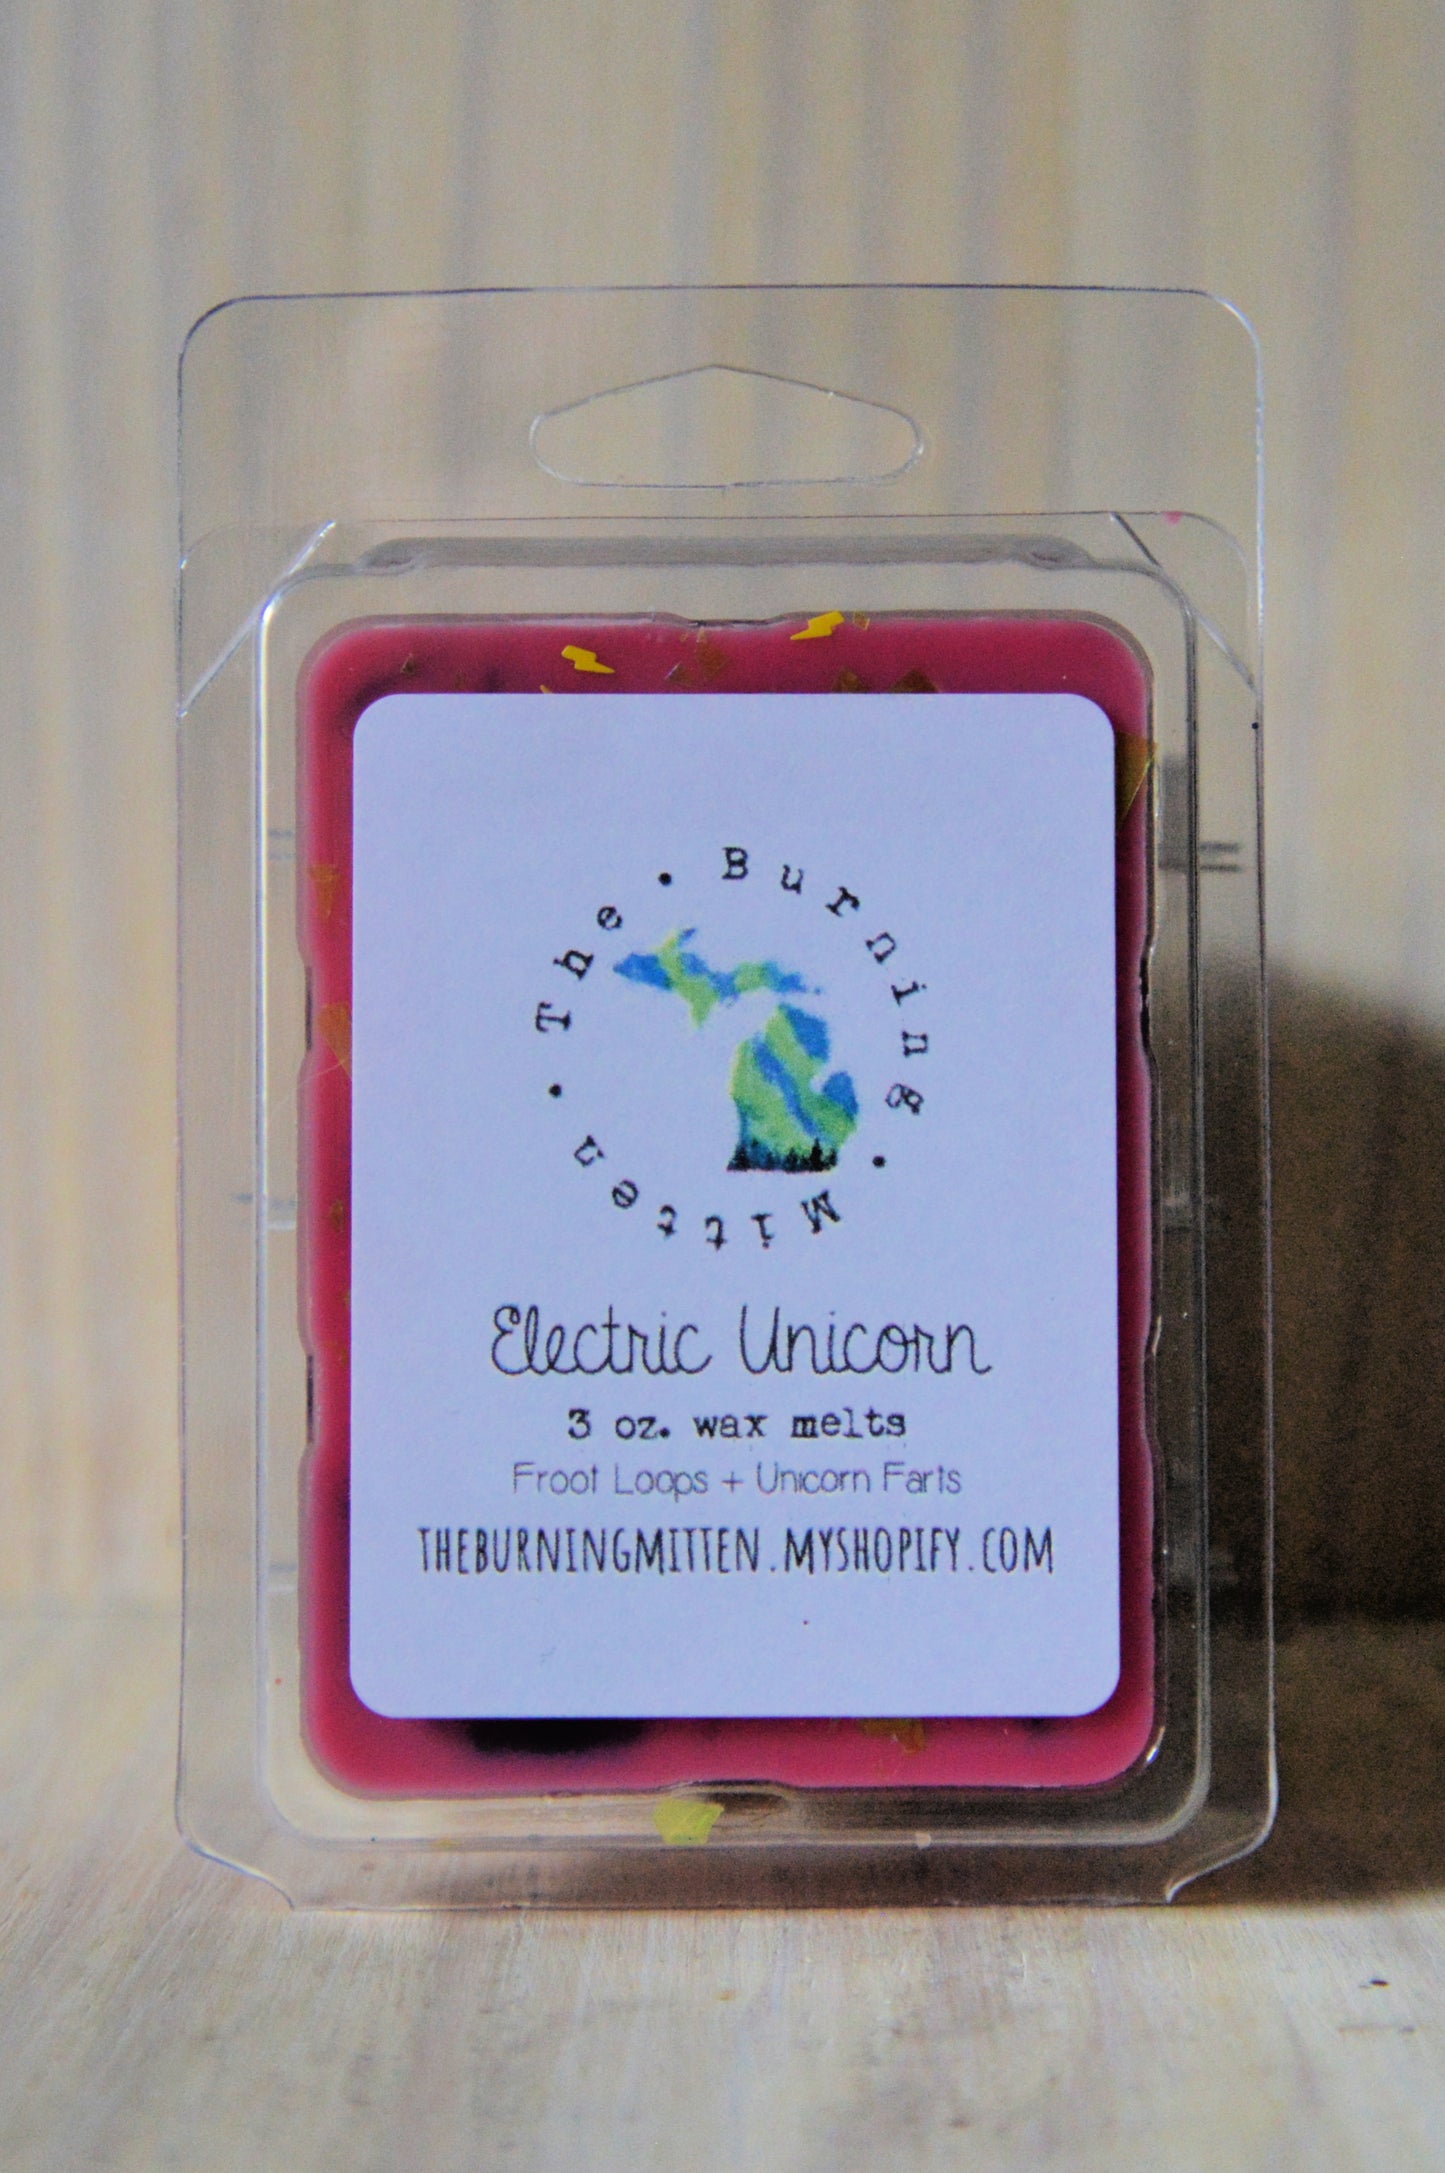 The • Burning • Mitten •
Electric Unicorn
3 oz. wax melts
Froot Loops + Unicorn Farts
THEBURNINGMITTEN.MYSHOPIFY.COM